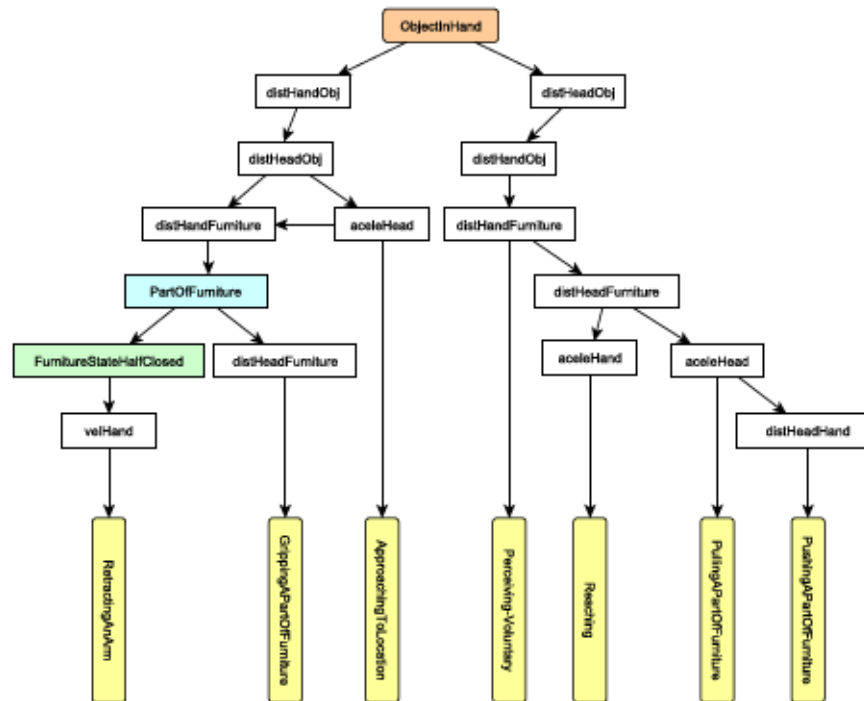 ObjectInHand
distHandObj
distHeadObj
distHeadObj
distHandObj
distHandFurniture
aceleHead
distHandFurniture
PartOfFurniture
distHeadFurniture
FurnitureStateHalfClosed
distHeadFurniture
aceleHand
aceleHead
velHand
distHeadHand
RetractingAnArm
GrippingAPartOfFurniture
ApproachingToLocation
Perceiving-Voluntary
Reaching
PullingAPartOfFurniture
PushingAPartOfFurniture